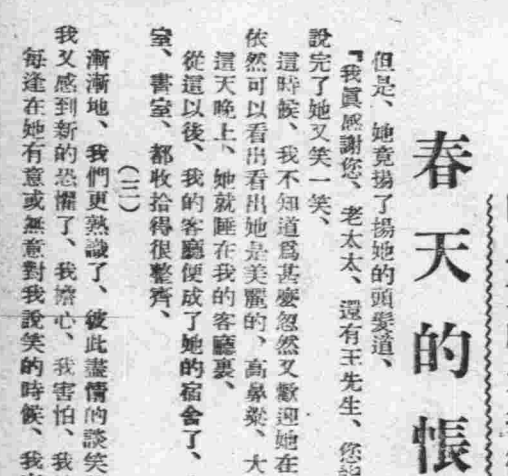 春天的帳
但是、她竟揚了揚她的頭髮道、
『我眞感謝您、老太太、還有王先生、您能
說完了她又笑一笑、
這時候、我不知道爲甚麼忽然又歡迎她在
依然可以看出看出她是美麗的、高鼻樑、大
這天晚上、她就睡在我的客廳裏、
從這以後、我的客廳便成了她的宿舍了、
室、書室、都收拾得很整齊、
(三)
漸漸地、我們更熟識了、彼此盡情的談笑
我又感到新的恐懼了、我擔心、我害怕、我
每逢在她有意或無意對我說笑的時候、我